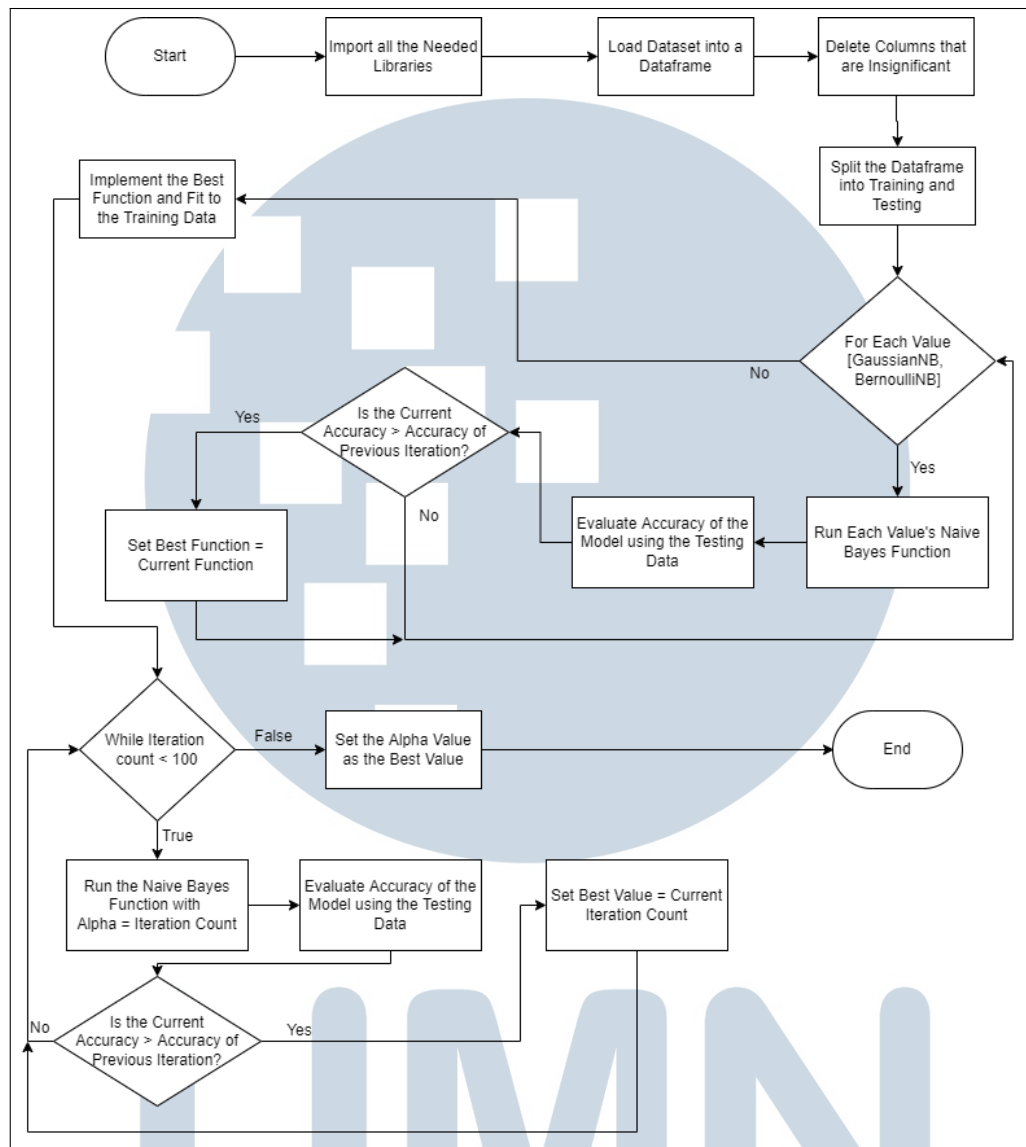 Start
Import all the Needed
Libraries
Load Dataset into a
Dataframe
Delete Columns that
are Insignificant
Split the Dataframe
into Training and
Testing
Implement the Best
Function and Fit to
the Training Data
For Each Value
[GaussianNB,
BernoulliNB]
No
Yes
Is the Current
Accuracy > Accuracy of
Previous Iteration?
Yes
No
Evaluate Accuracy of the
Model using the Testing
Data
Run Each Value's Naive
Bayes Function
Set Best Function =
Current Function
While Iteration
count < 100
False
Set the Alpha Value
as the Best Value
End
True
Run the Naive Bayes
Function with
Alpha = Iteration Count
Evaluate Accuracy of the
Model using the Testing
Data
Set Best Value = Current
Iteration Count
Is the Current
Accuracy > Accuracy of
Previous Iteration?
No
Yes
UMN